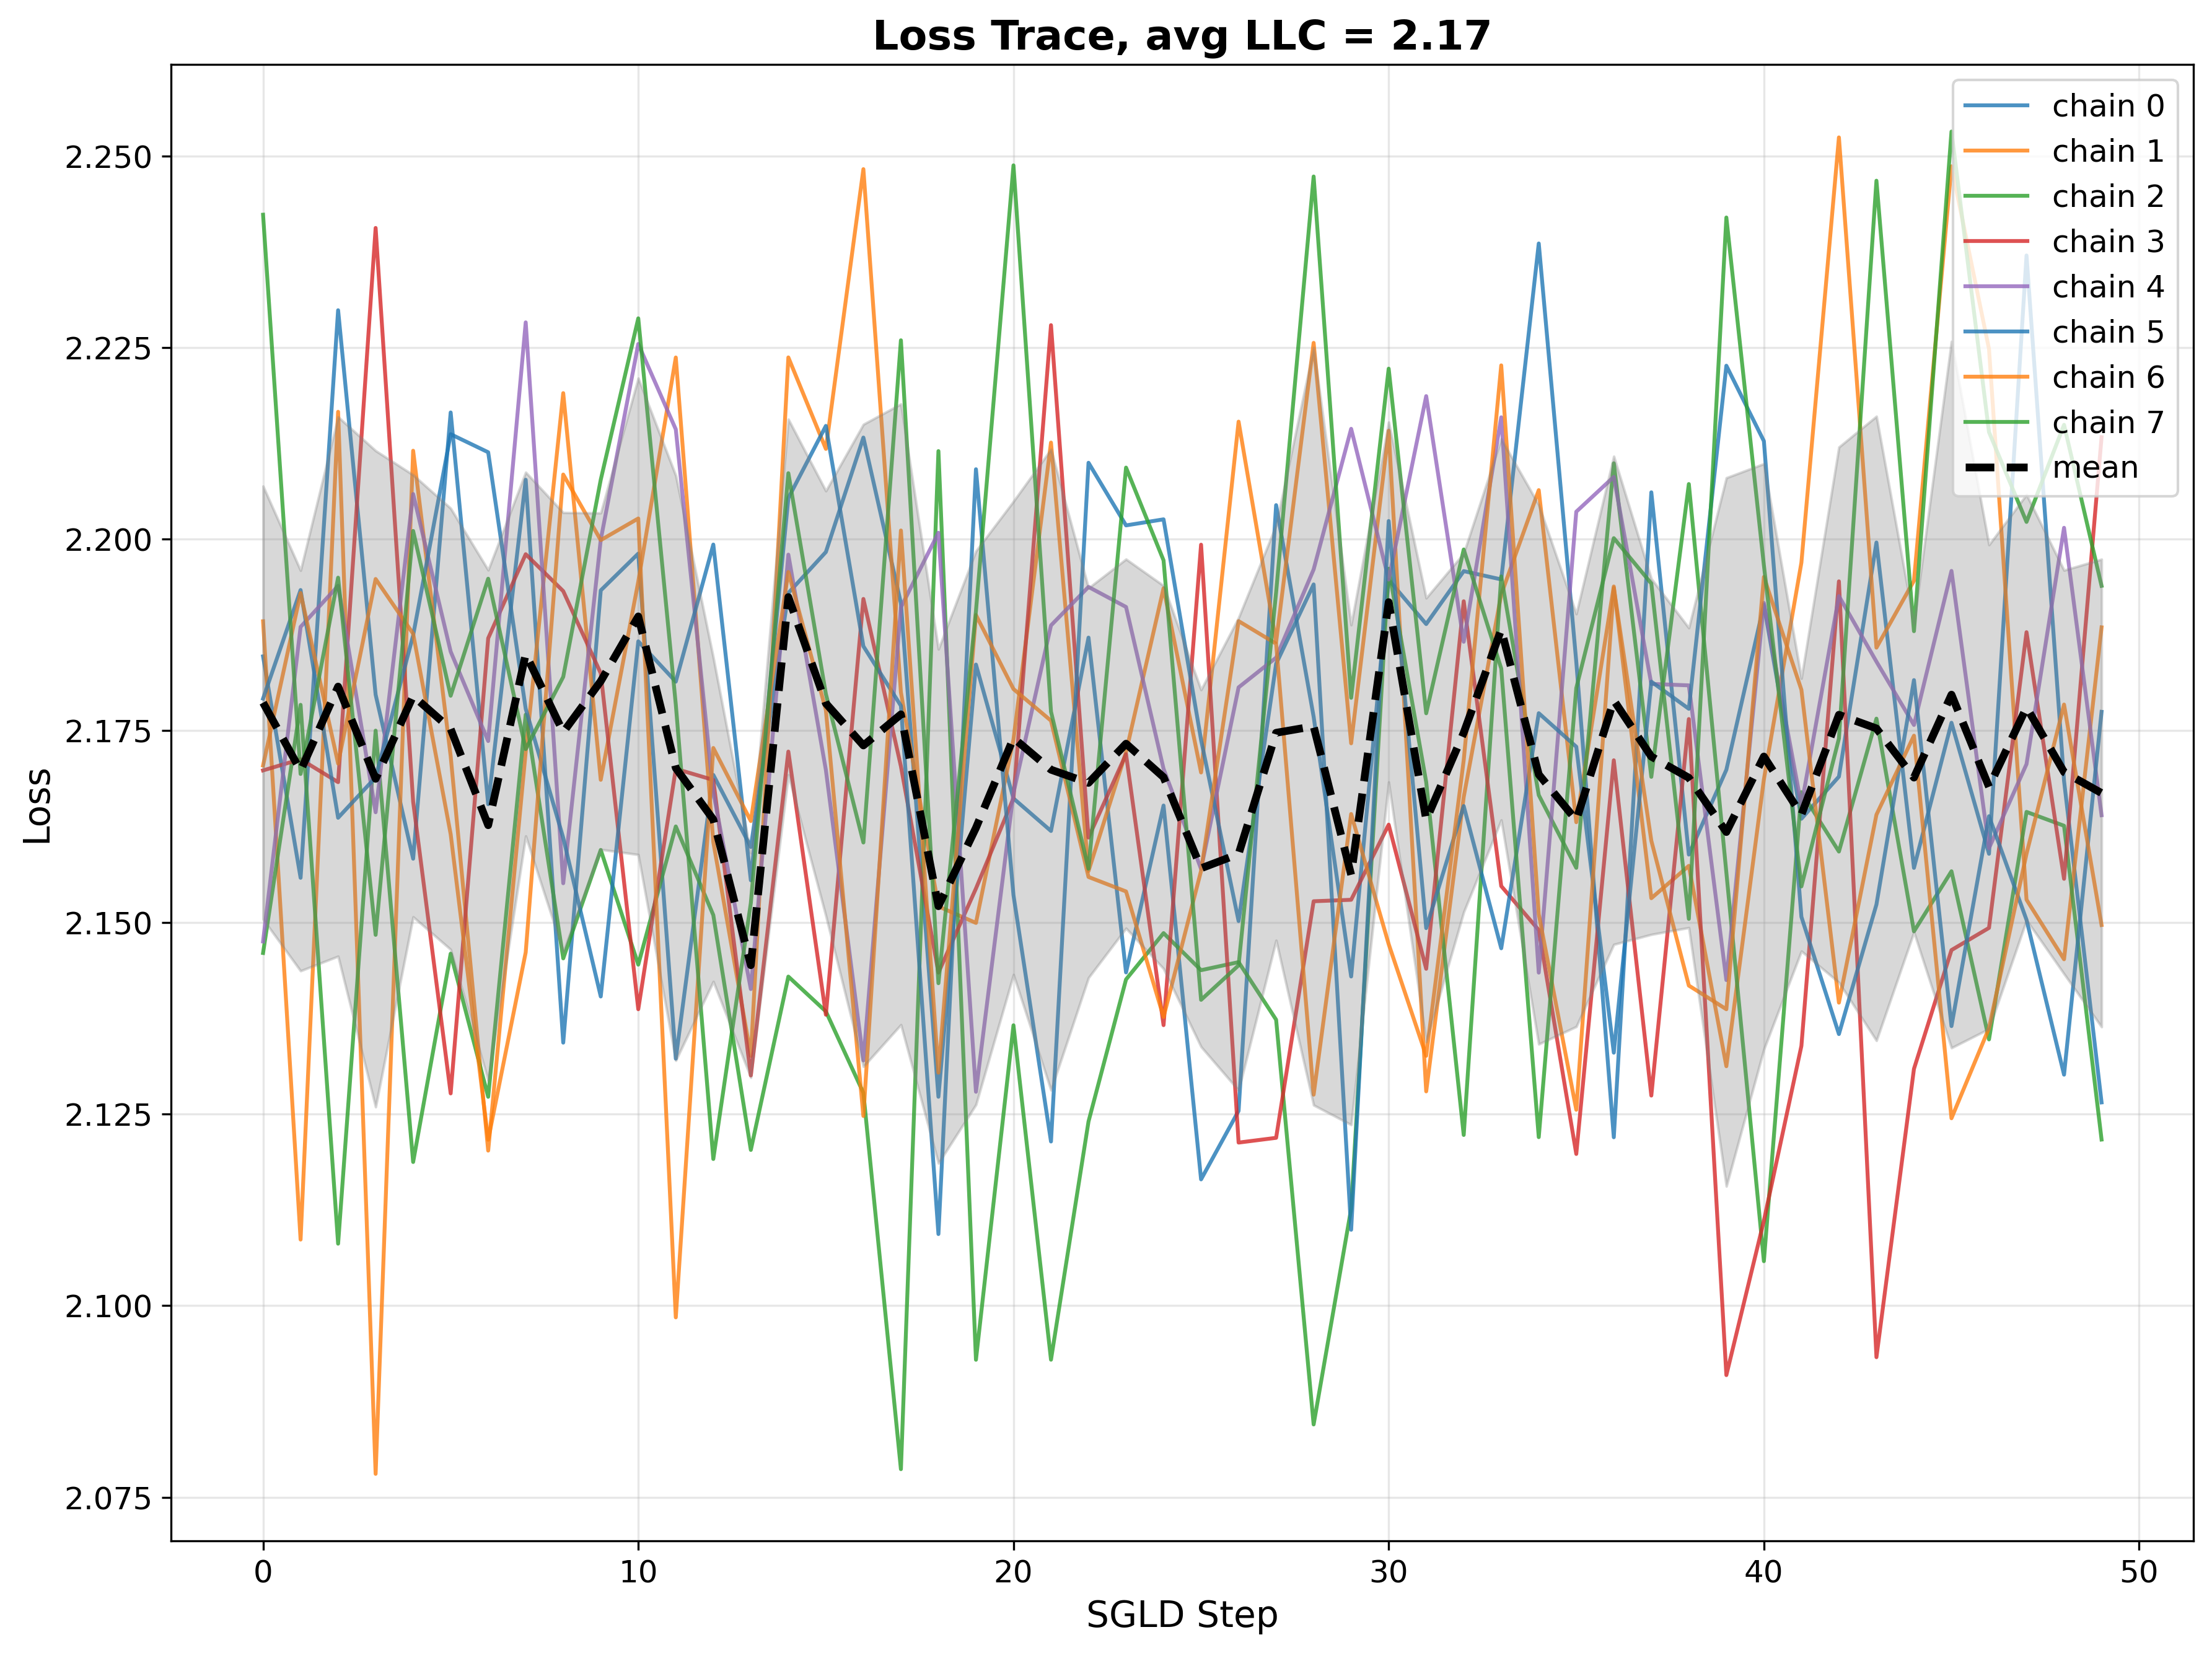 Loss Trace, avg LLC = 2.17
chain 0
chain 1
chain 2
chain 3
chain 4
chain 5
chain 6
chain 7
mean
2.250
2.225
2.200
2.175
2.150
2.125
2.100
2.075
Loss
0
10
20
30
40
50
SGLD Step